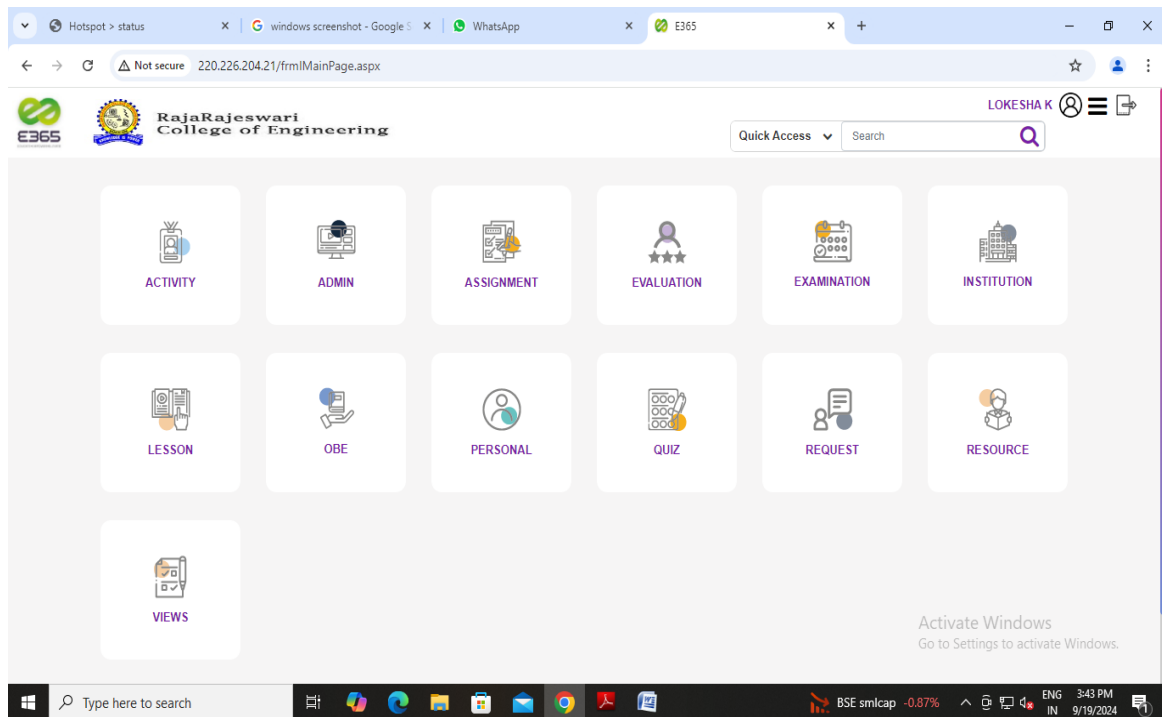 Hotspot > status
windows screenshot - Google S
WhatsApp
E365
Not secure 220.226.204.21/frmlMainPage.aspx
E365
RajaRajeswari
College of Engineering
LOKESHA K
Quick Access
Search
ACTIVITY
ADMIN
ASSIGNMENT
EVALUATION
EXAMINATION
INSTITUTION
LESSON
OBE
PERSONAL
QUIZ
REQUEST
RESOURCE
VIEWS
Activate Windows
Go to Settings to activate Windows.
Type here to search
BSE smlcap -0.87%
ENG
IN
3:43 PM
9/19/2024
1